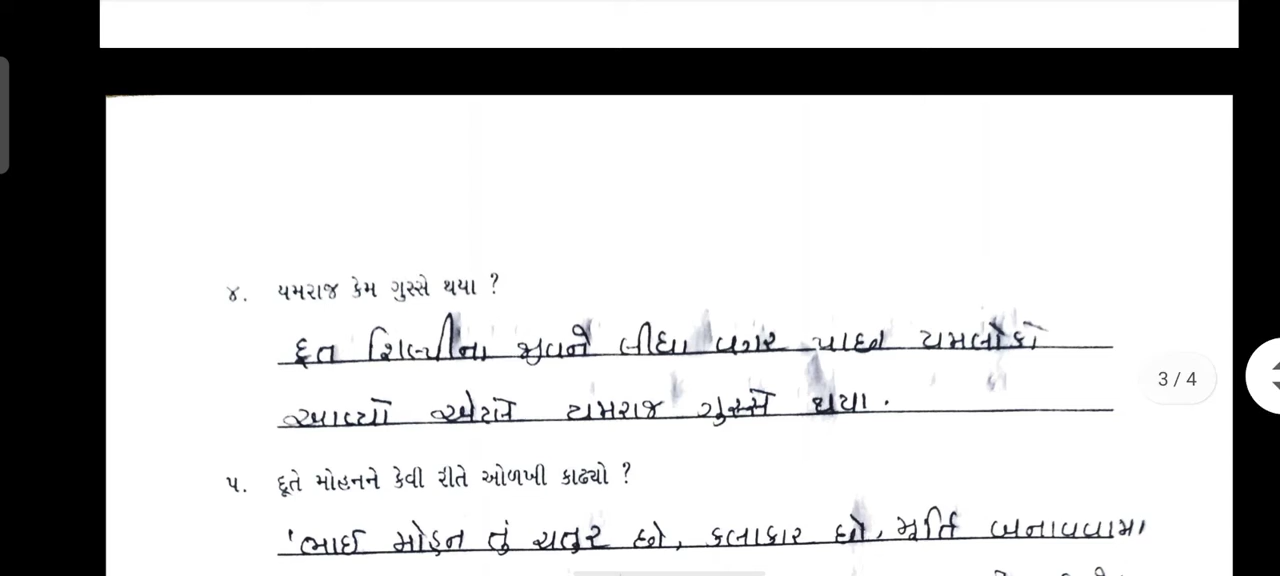 ૪. યમરાજ કેમ ગુસ્સે થયા ?
દૂત શિલ્પીના જીવને લીધા વગર પાછા યમલોકો
આવ્યો એટલે યમરાજ ગુસ્સે થયા.
3 / 4
૫. દૂતે મોહનને કેવી રીતે ઓળખી કાઢ્યો ?
'ભાઈ મોહન તું ચતુર છો, કલાકાર છો, મૂર્તિ બનાવવામાં